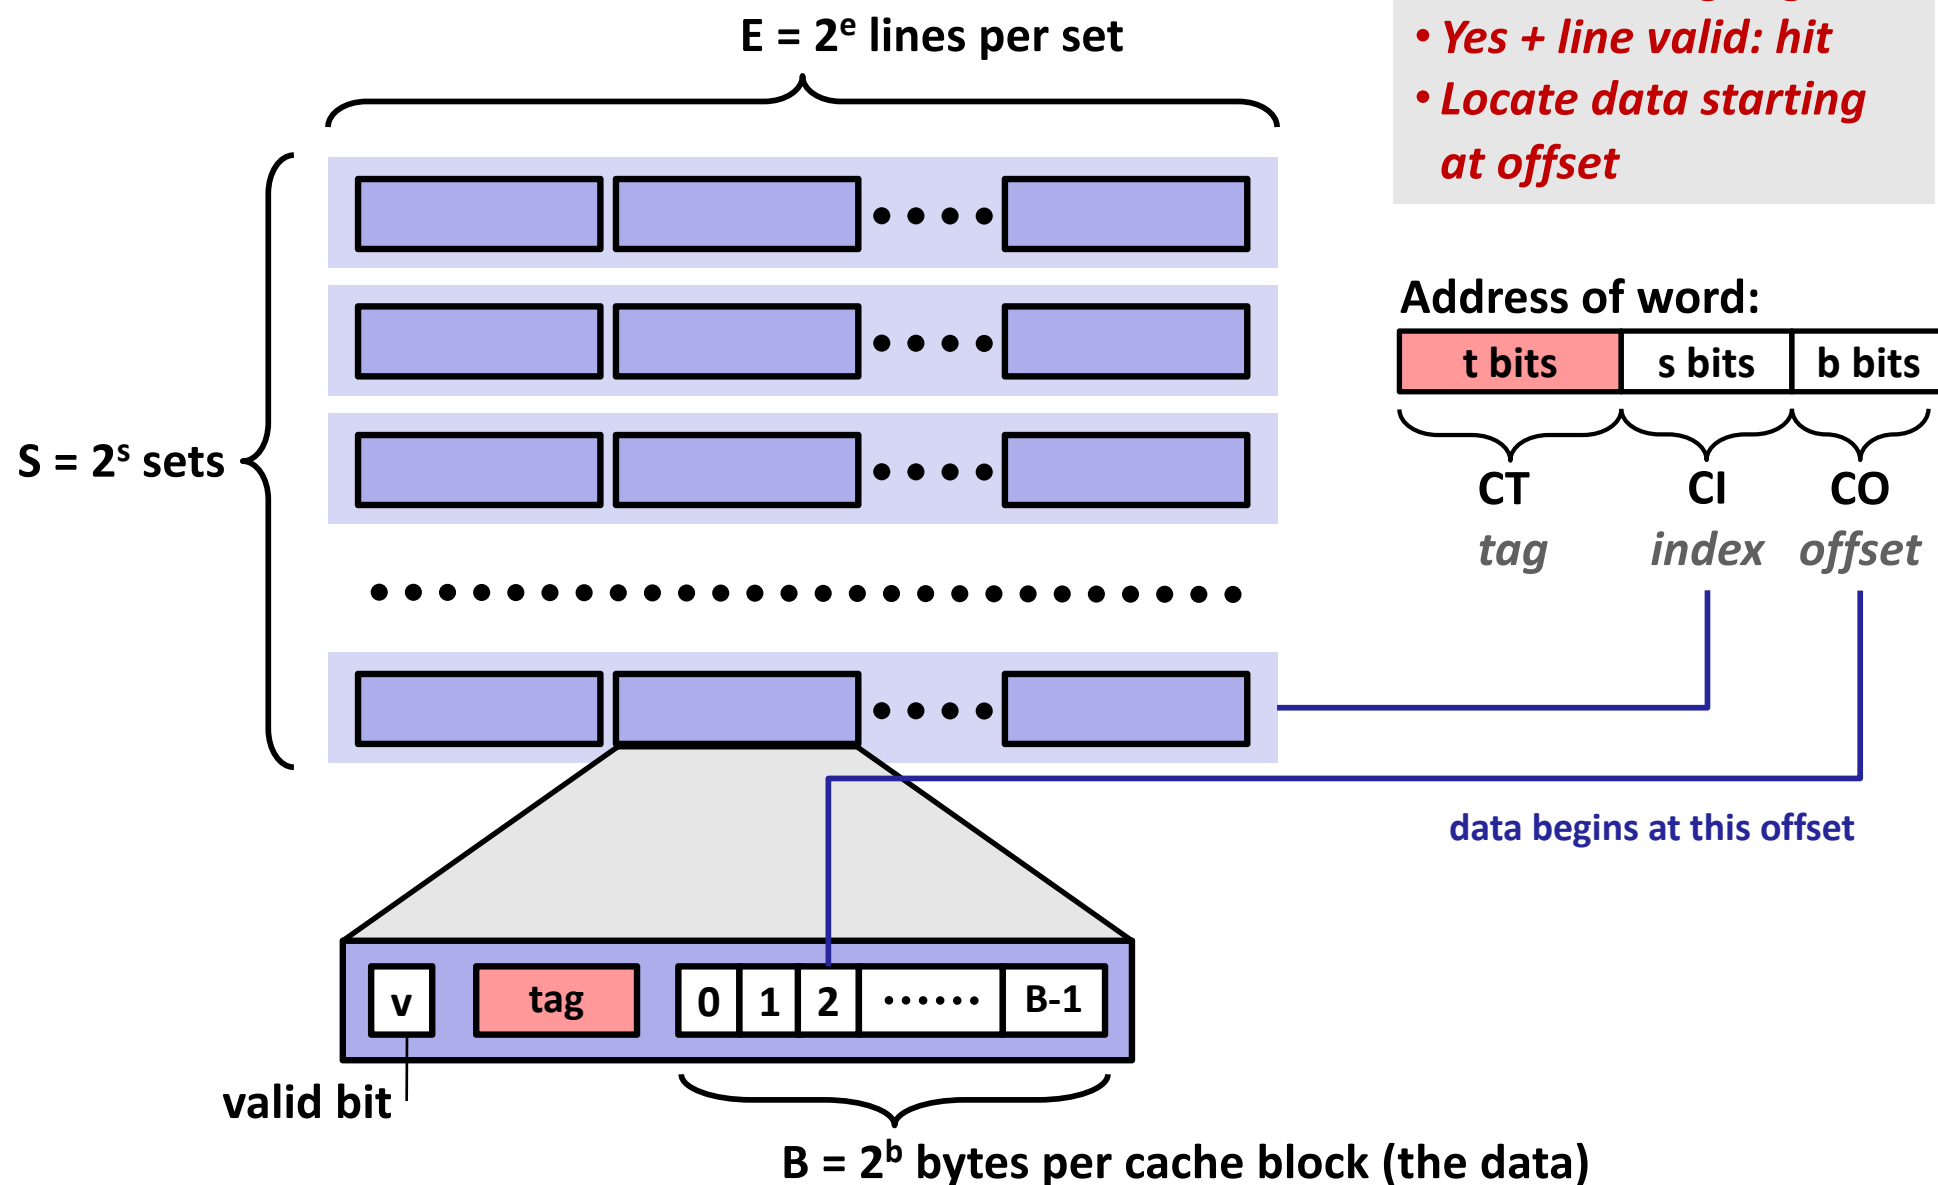 E = 2ᵉ lines per set
• Yes + line valid: hit
• Locate data starting
at offset
Address of word:
t bits s bits b bits
CT CI CO
tag index offset
S = 2ˢ sets
data begins at this offset
v tag 0 1 2 ······ B-1
valid bit
B = 2ᵇ bytes per cache block (the data)